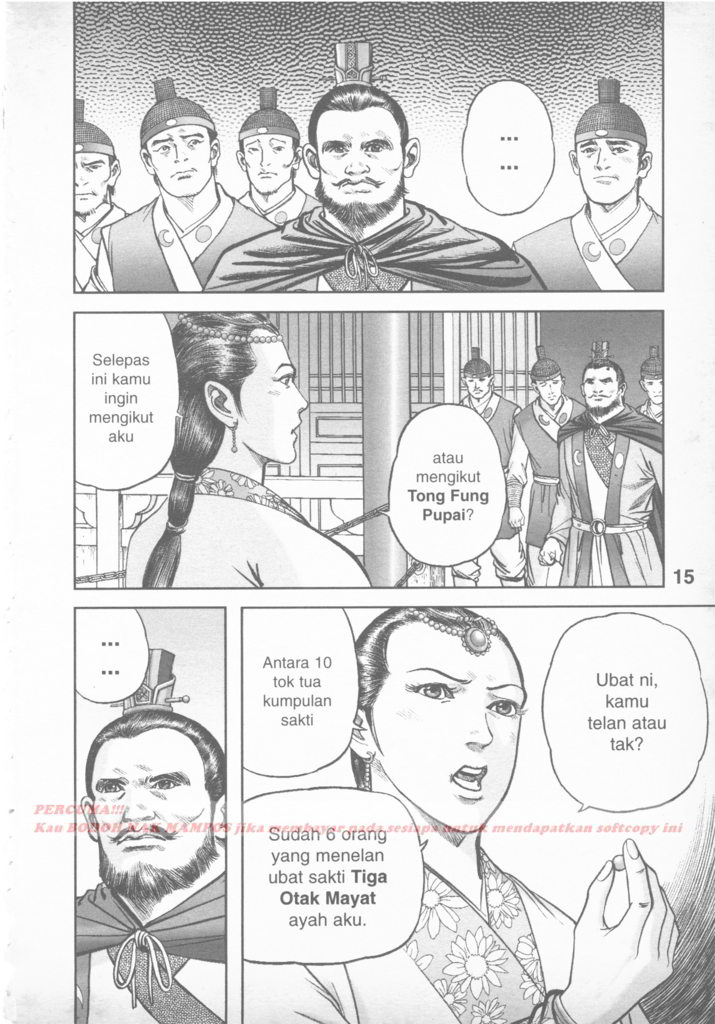 ...
...
Selepas
ini kamu
ingin
mengikut
aku
atau
mengikut
Tong Fung
Pupai?
15
...
...
Antara 10
tok tua
kumpulan
sakti
Ubat ni,
kamu
telan atau
tak?
Sudah 6 orang
yang menelan
ubat sakti Tiga
Otak Mayat
ayah aku.
PERCUMA!!!
Kau BODOH NAK MAMPOS jika membayar pada sesiapa untuk mendapatkan softcopy ini